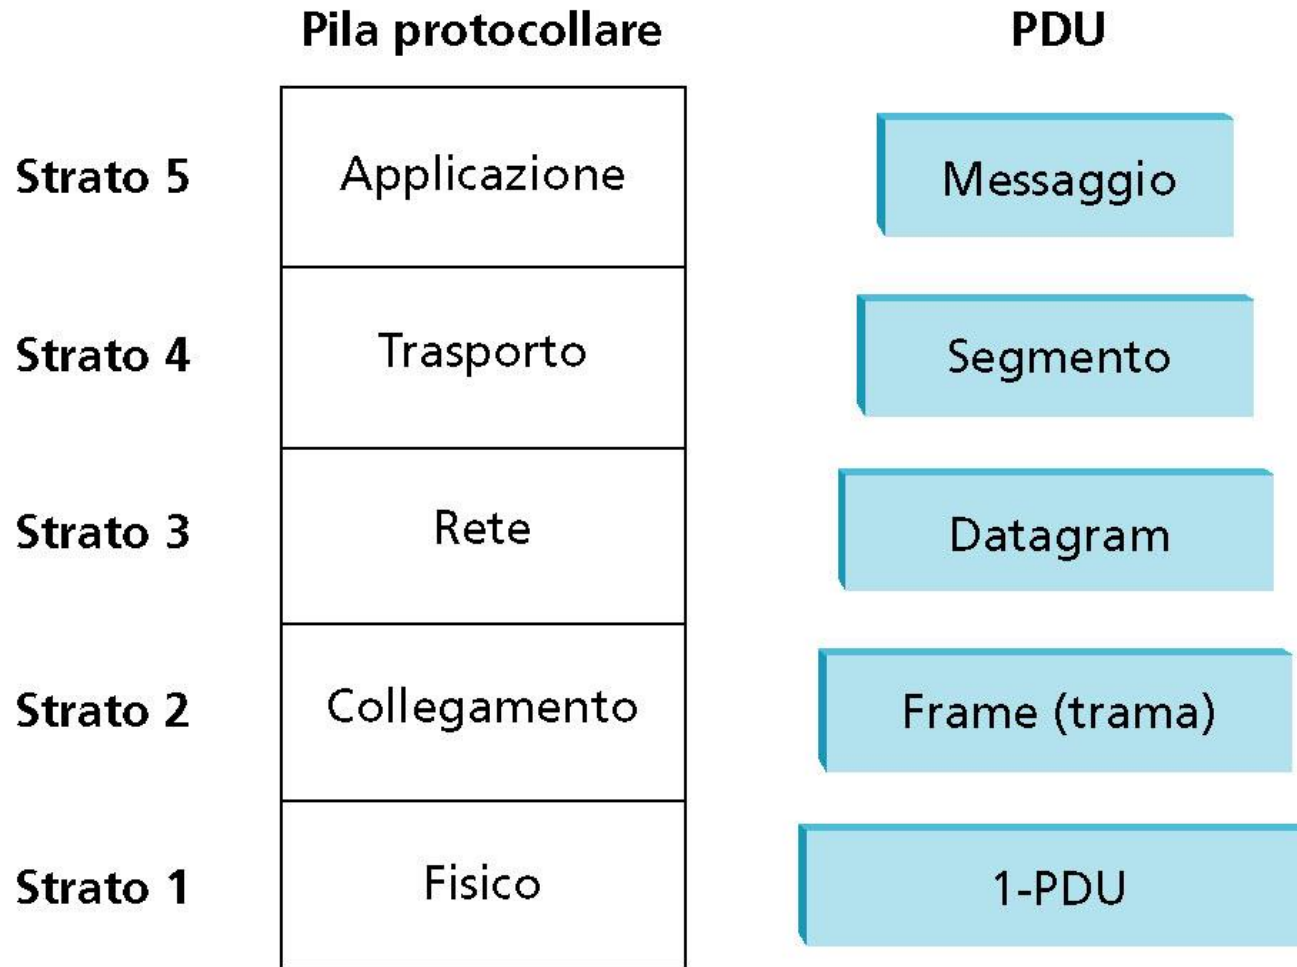 Pila protocollare PDU
Strato 5 Applicazione Messaggio
Strato 4 Trasporto Segmento
Strato 3 Rete Datagram
Strato 2 Collegamento Frame (trama)
Strato 1 Fisico 1-PDU